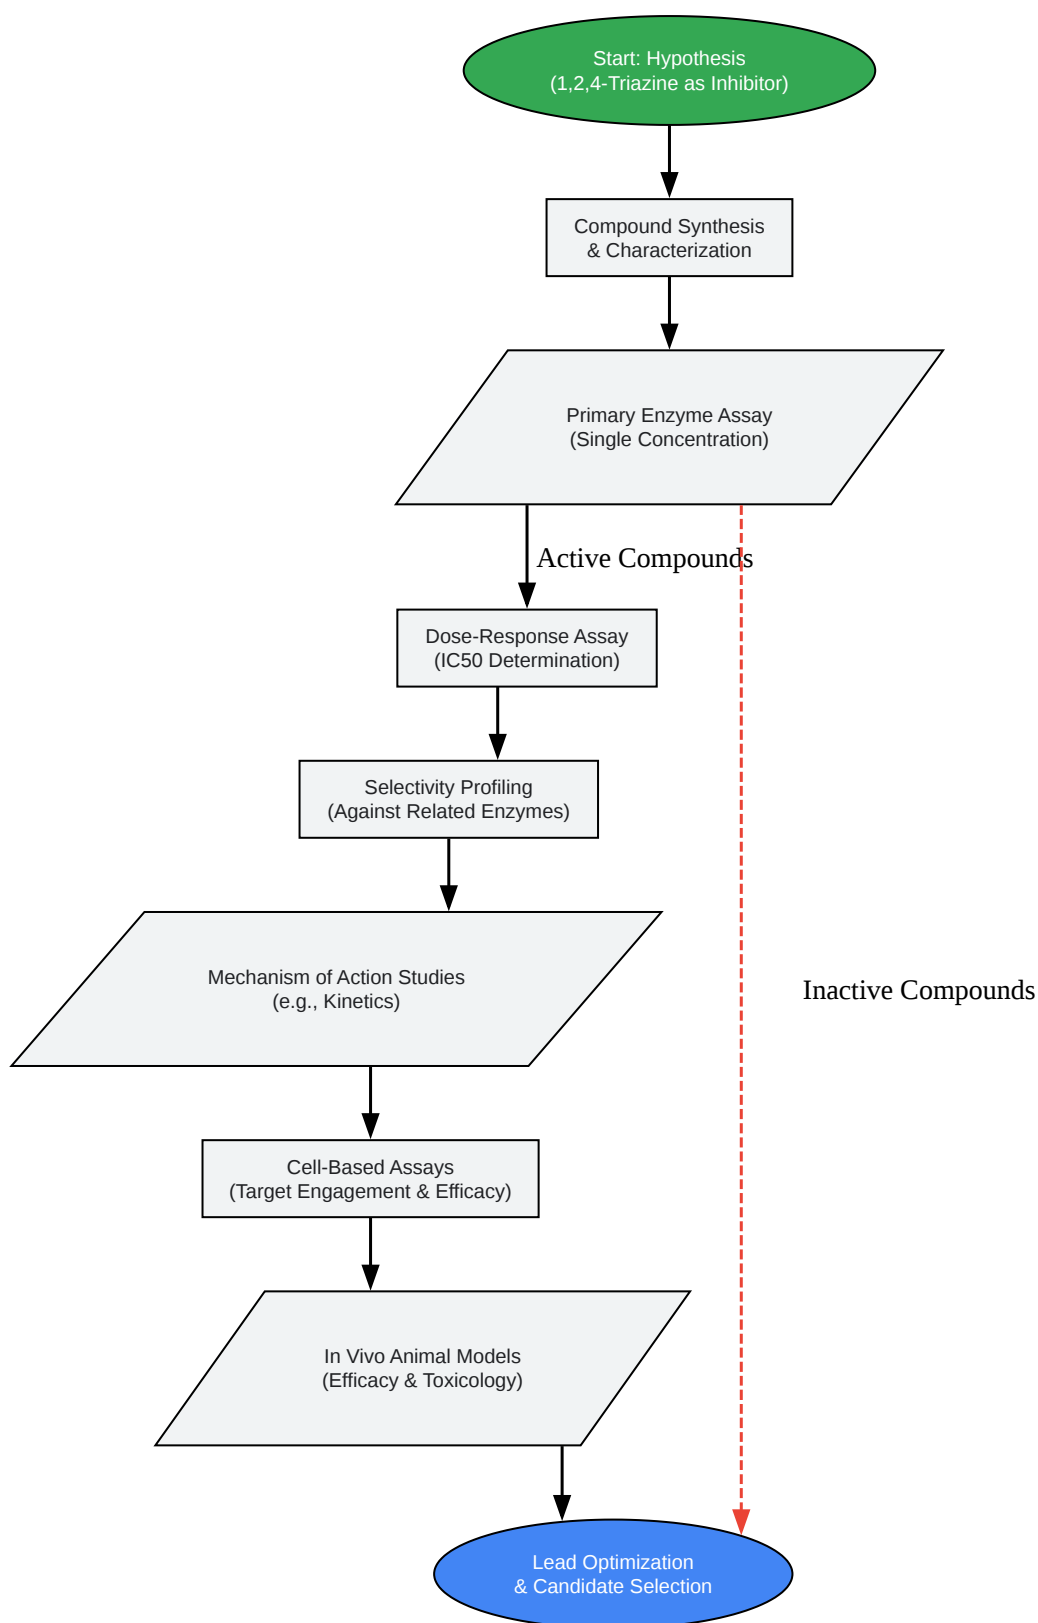 Start: Hypothesis
(1,2,4-Triazine as Inhibitor)
Compound Synthesis
& Characterization
Primary Enzyme Assay
(Single Concentration)
Active Compounds
Dose-Response Assay
(IC50 Determination)
Selectivity Profiling
(Against Related Enzymes)
Mechanism of Action Studies
(e.g., Kinetics)
Inactive Compounds
Cell-Based Assays
(Target Engagement & Efficacy)
In Vivo Animal Models
(Efficacy & Toxicology)
Lead Optimization
& Candidate Selection